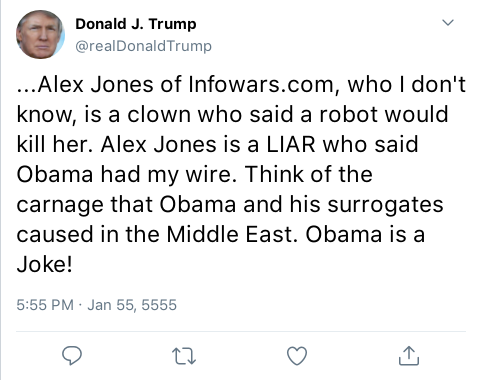 Donald J. Trump
@realDonaldTrump
...Alex Jones of Infowars.com, who I don't
know, is a clown who said a robot would
kill her. Alex Jones is a LIAR who said
Obama had my wire. Think of the
carnage that Obama and his surrogates
caused in the Middle East. Obama is a
Joke!
5:55 PM · Jan 55, 5555